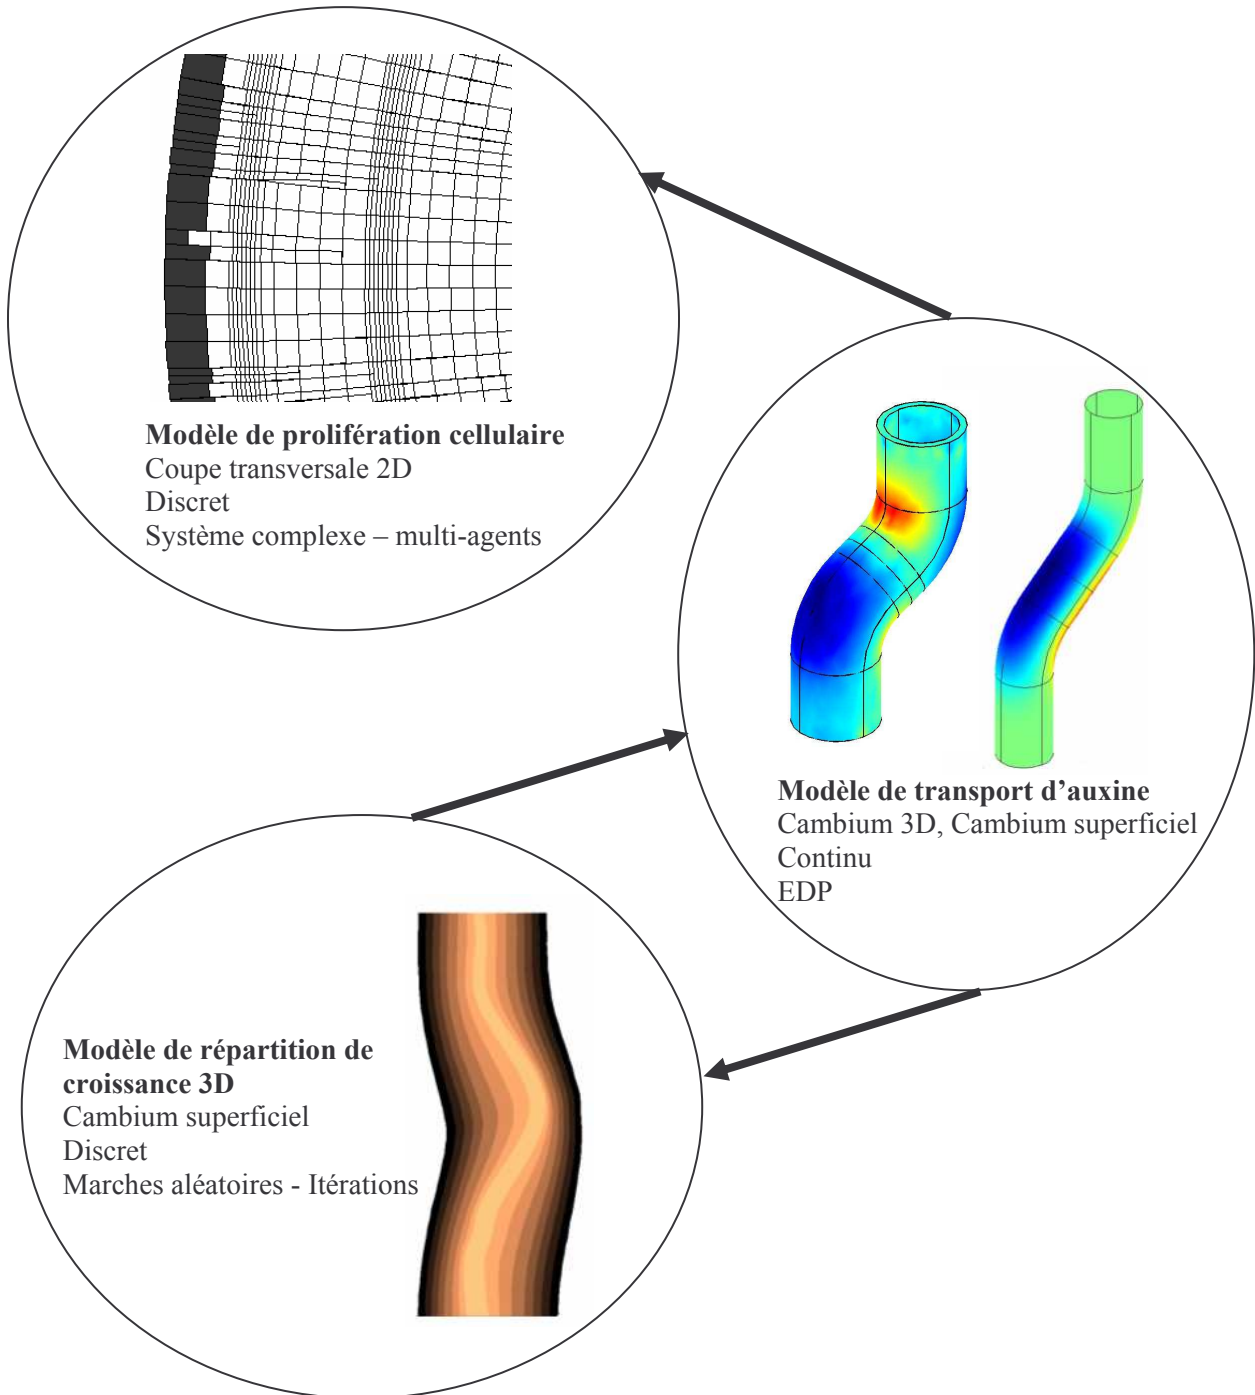 Modèle de prolifération cellulaire
Coupe transversale 2D
Discret
Système complexe – multi-agents
Modèle de transport d’auxine
Cambium 3D, Cambium superficiel
Continu
EDP
Modèle de répartition de
croissance 3D
Cambium superficiel
Discret
Marches aléatoires - Itérations